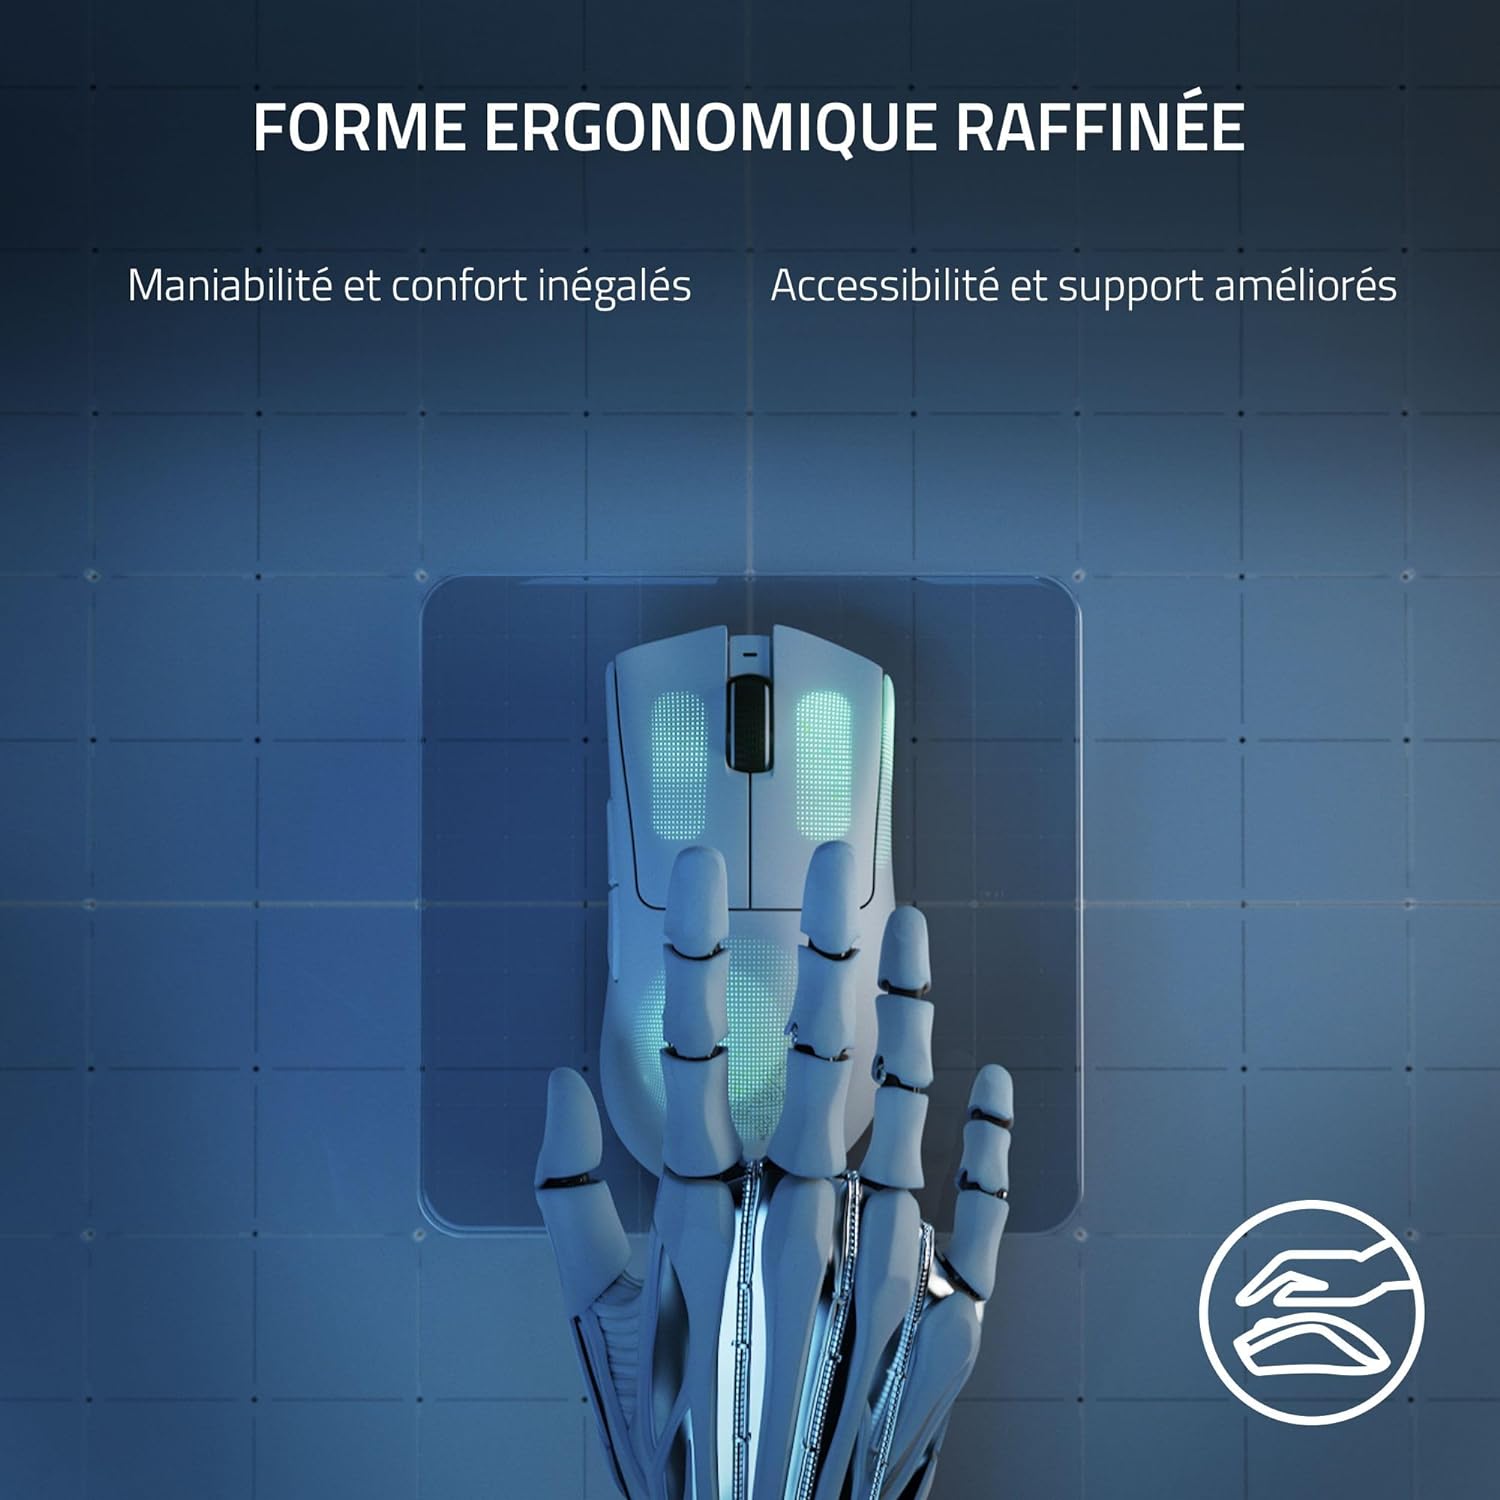 FORME ERGONOMIQUE RAFFINÉE
Maniabilité et confort inégalés
Accessibilité et support améliorés